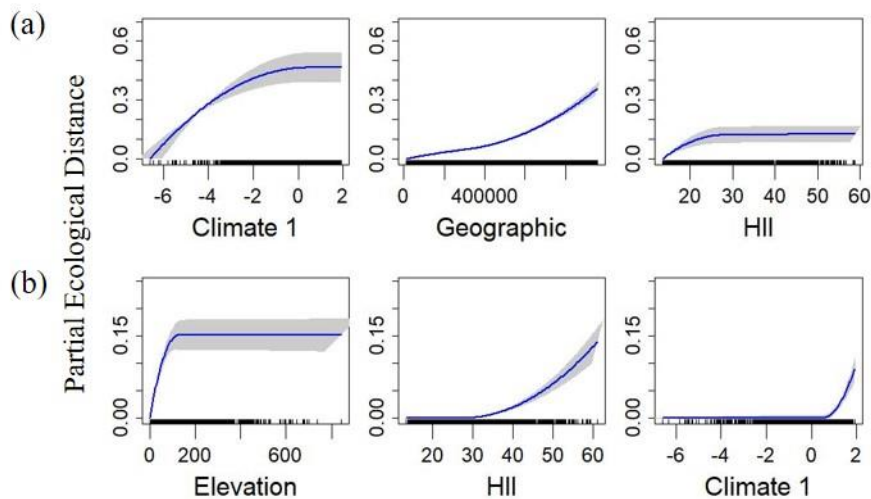 (a)
Partial Ecological Distance
0.0 0.3 0.6
-6 -4 -2 0 2
Climate 1
0.0 0.3 0.6
0 400000
Geographic
0.0 0.3 0.6
20 30 40 50 60
HII
(b)
0.00 0.15
0 200 600
Elevation
0.00 0.15
20 30 40 50 60
HII
0.00 0.15
-6 -4 -2 0 2
Climate 1